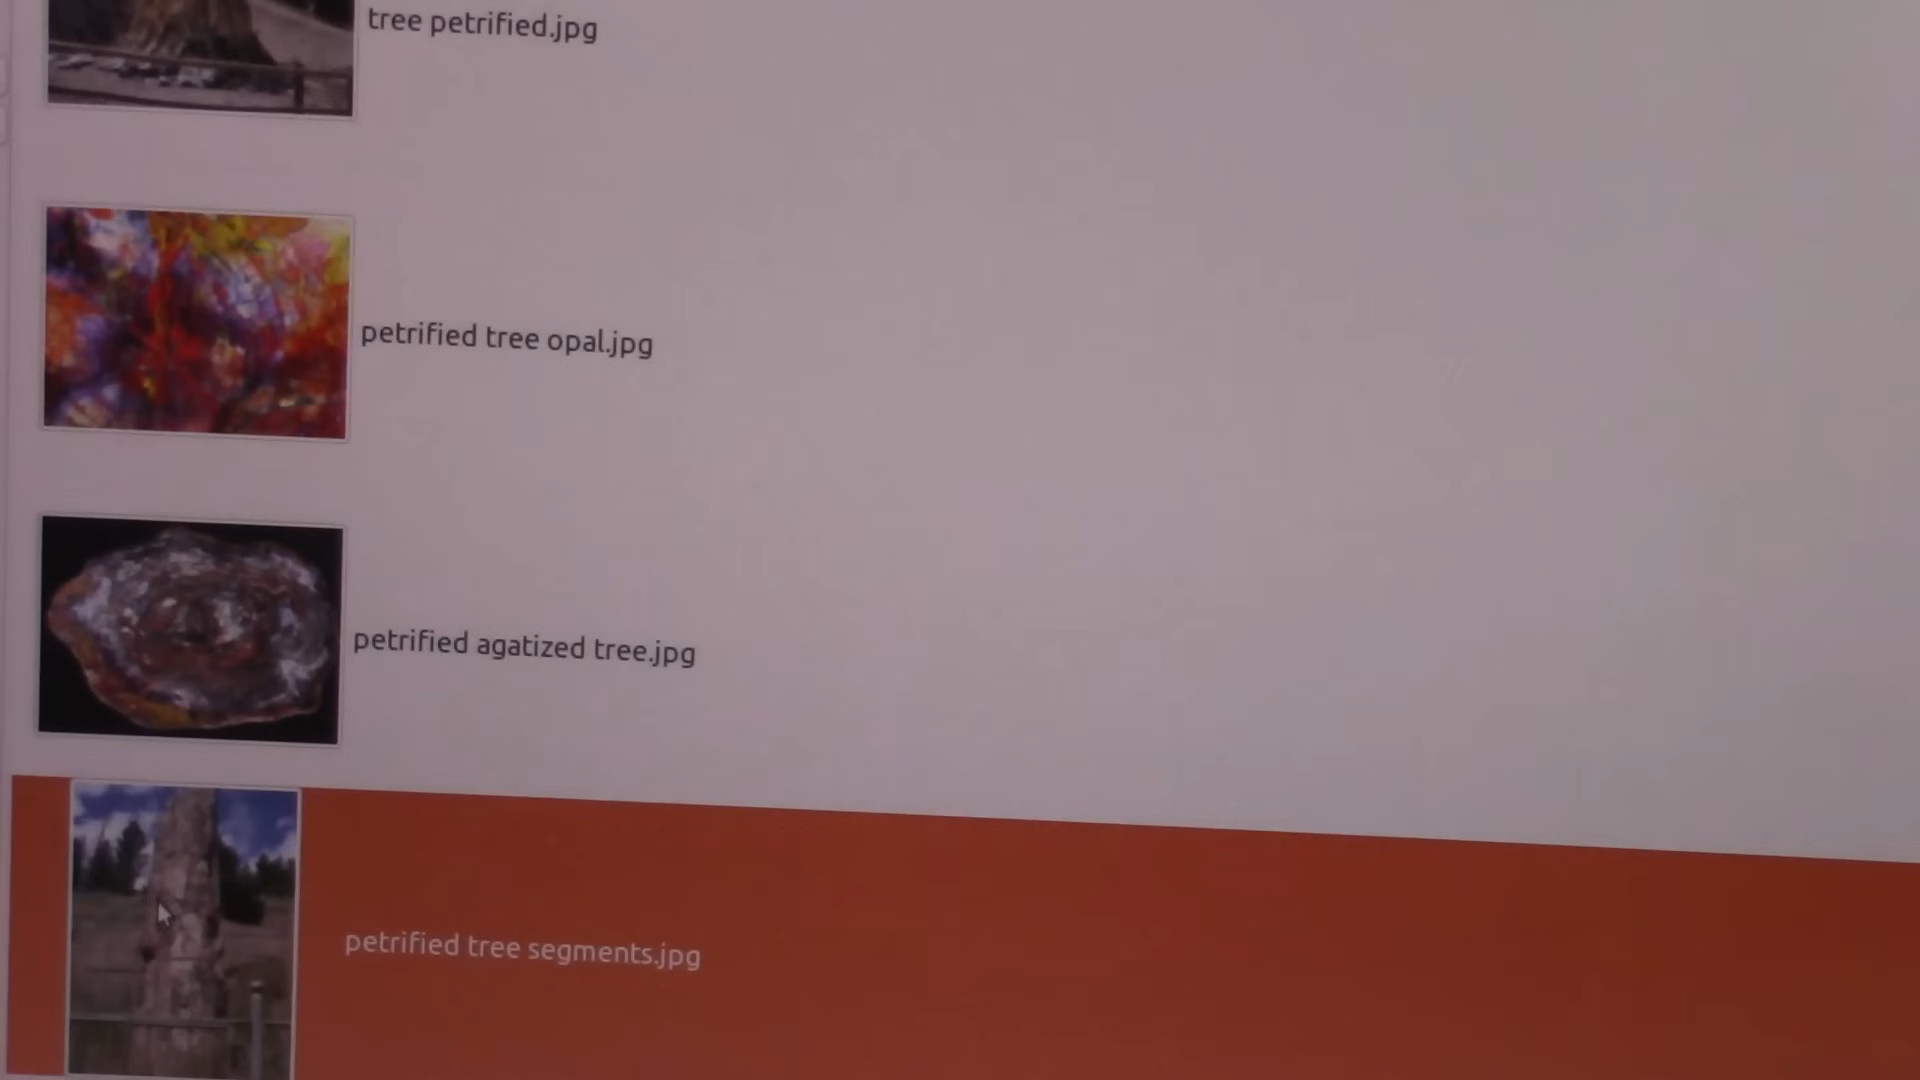 tree petrified.jpg
petrified tree opal.jpg
petrified agatized tree.jpg
petrified tree segments.jpg